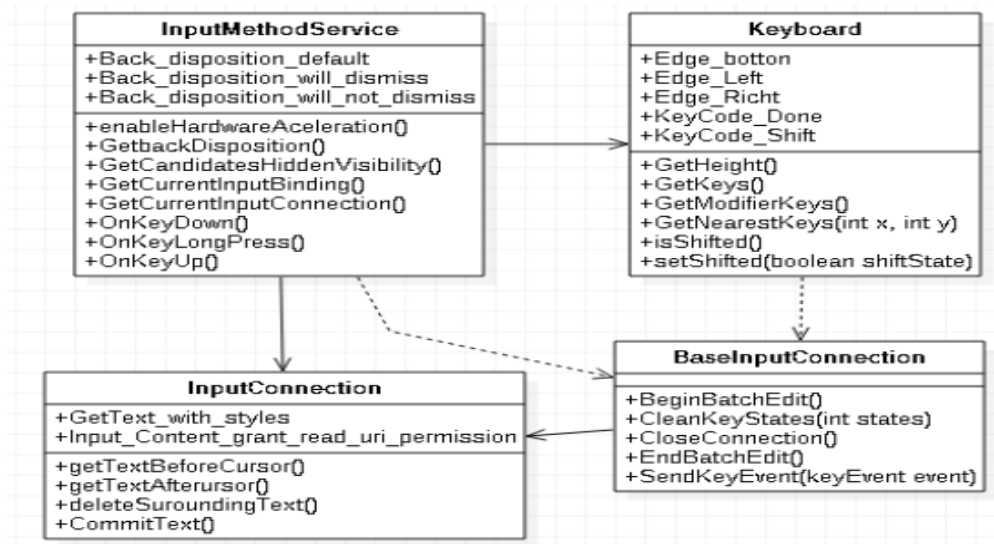 InputMethodService
+Back_disposition_default
+Back_disposition_will_dismiss
+Back_disposition_will_not_dismiss
+enableHardwareAceleration()
+GetbackDisposition()
+GetCandidatesHiddenVisibility()
+GetCurrentInputBinding()
+GetCurrentInputConnection()
+OnKeyDown()
+OnKeyLongPress()
+OnKeyUp()
Keyboard
+Edge_botton
+Edge_Left
+Edge_Richt
+KeyCode_Done
+KeyCode_Shift
+GetHeight()
+GetKeys()
+GetModifierKeys()
+GetNearestKeys(int x, int y)
+isShifted()
+setShifted(boolean shiftState)
InputConnection
+GetText_with_styles
+Input_Content_grant_read_uri_permission
+getTextBeforeCursor()
+getTextAfterursor()
+deleteSuroundingText()
+CommitText()
BaseInputConnection
+BeginBatchEdit()
+CleanKeyStates(int states)
+CloseConnection()
+EndBatchEdit()
+SendKeyEvent(keyEvent event)